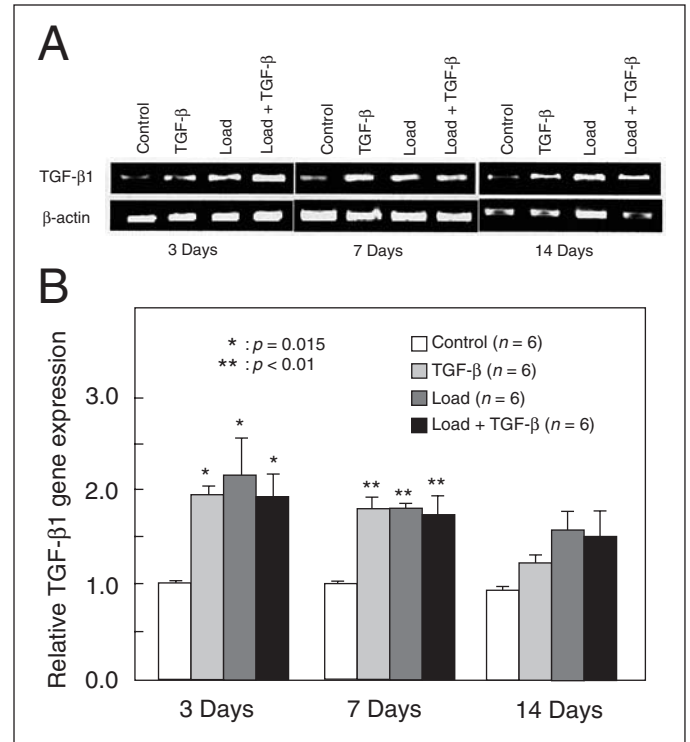 A
Control
TGF-β
Load
Load + TGF-β
Control
TGF-β
Load
Load + TGF-β
Control
TGF-β
Load
Load + TGF-β
TGF-β1
β-actin
3 Days
7 Days
14 Days
B
* : p = 0.015
** : p < 0.01
Control (n = 6)
TGF-β (n = 6)
Load (n = 6)
Load + TGF-β (n = 6)
Relative TGF-β1 gene expression
3.0
2.0
1.0
0.0
*
*
*
**
**
**
3 Days
7 Days
14 Days